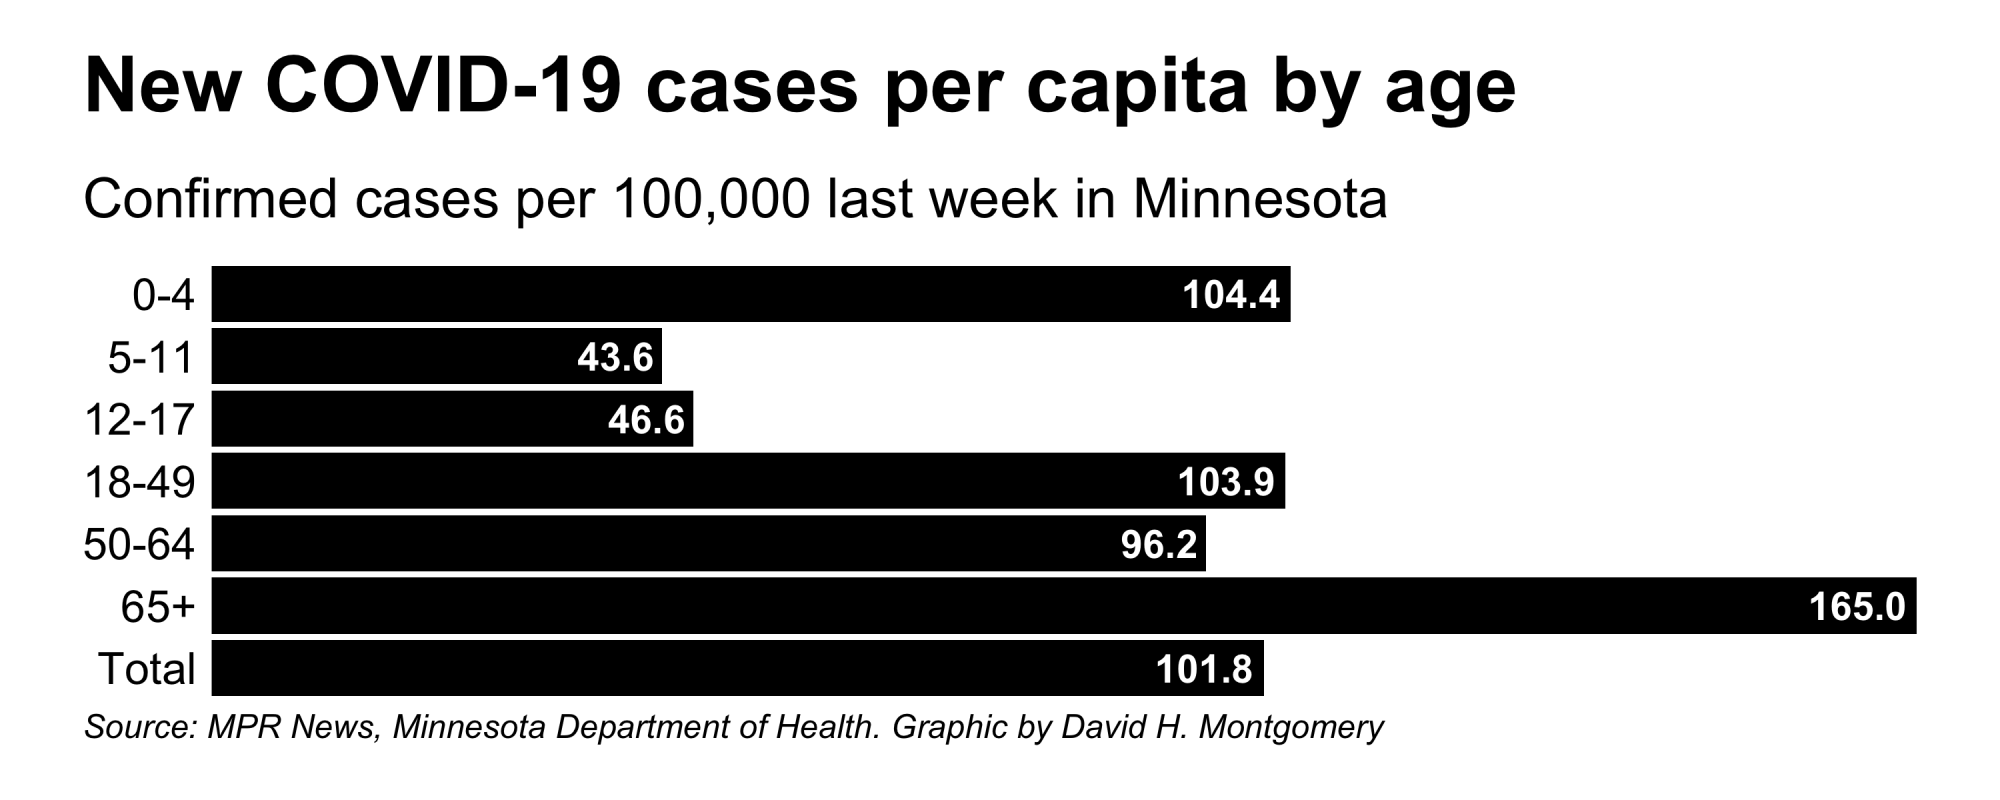 New COVID-19 cases per capita by age
Confirmed cases per 100,000 last week in Minnesota
0-4 104.4
5-11 43.6
12-17 46.6
18-49 103.9
50-64 96.2
65+ 165.0
Total 101.8
Source: MPR News, Minnesota Department of Health. Graphic by David H. Montgomery